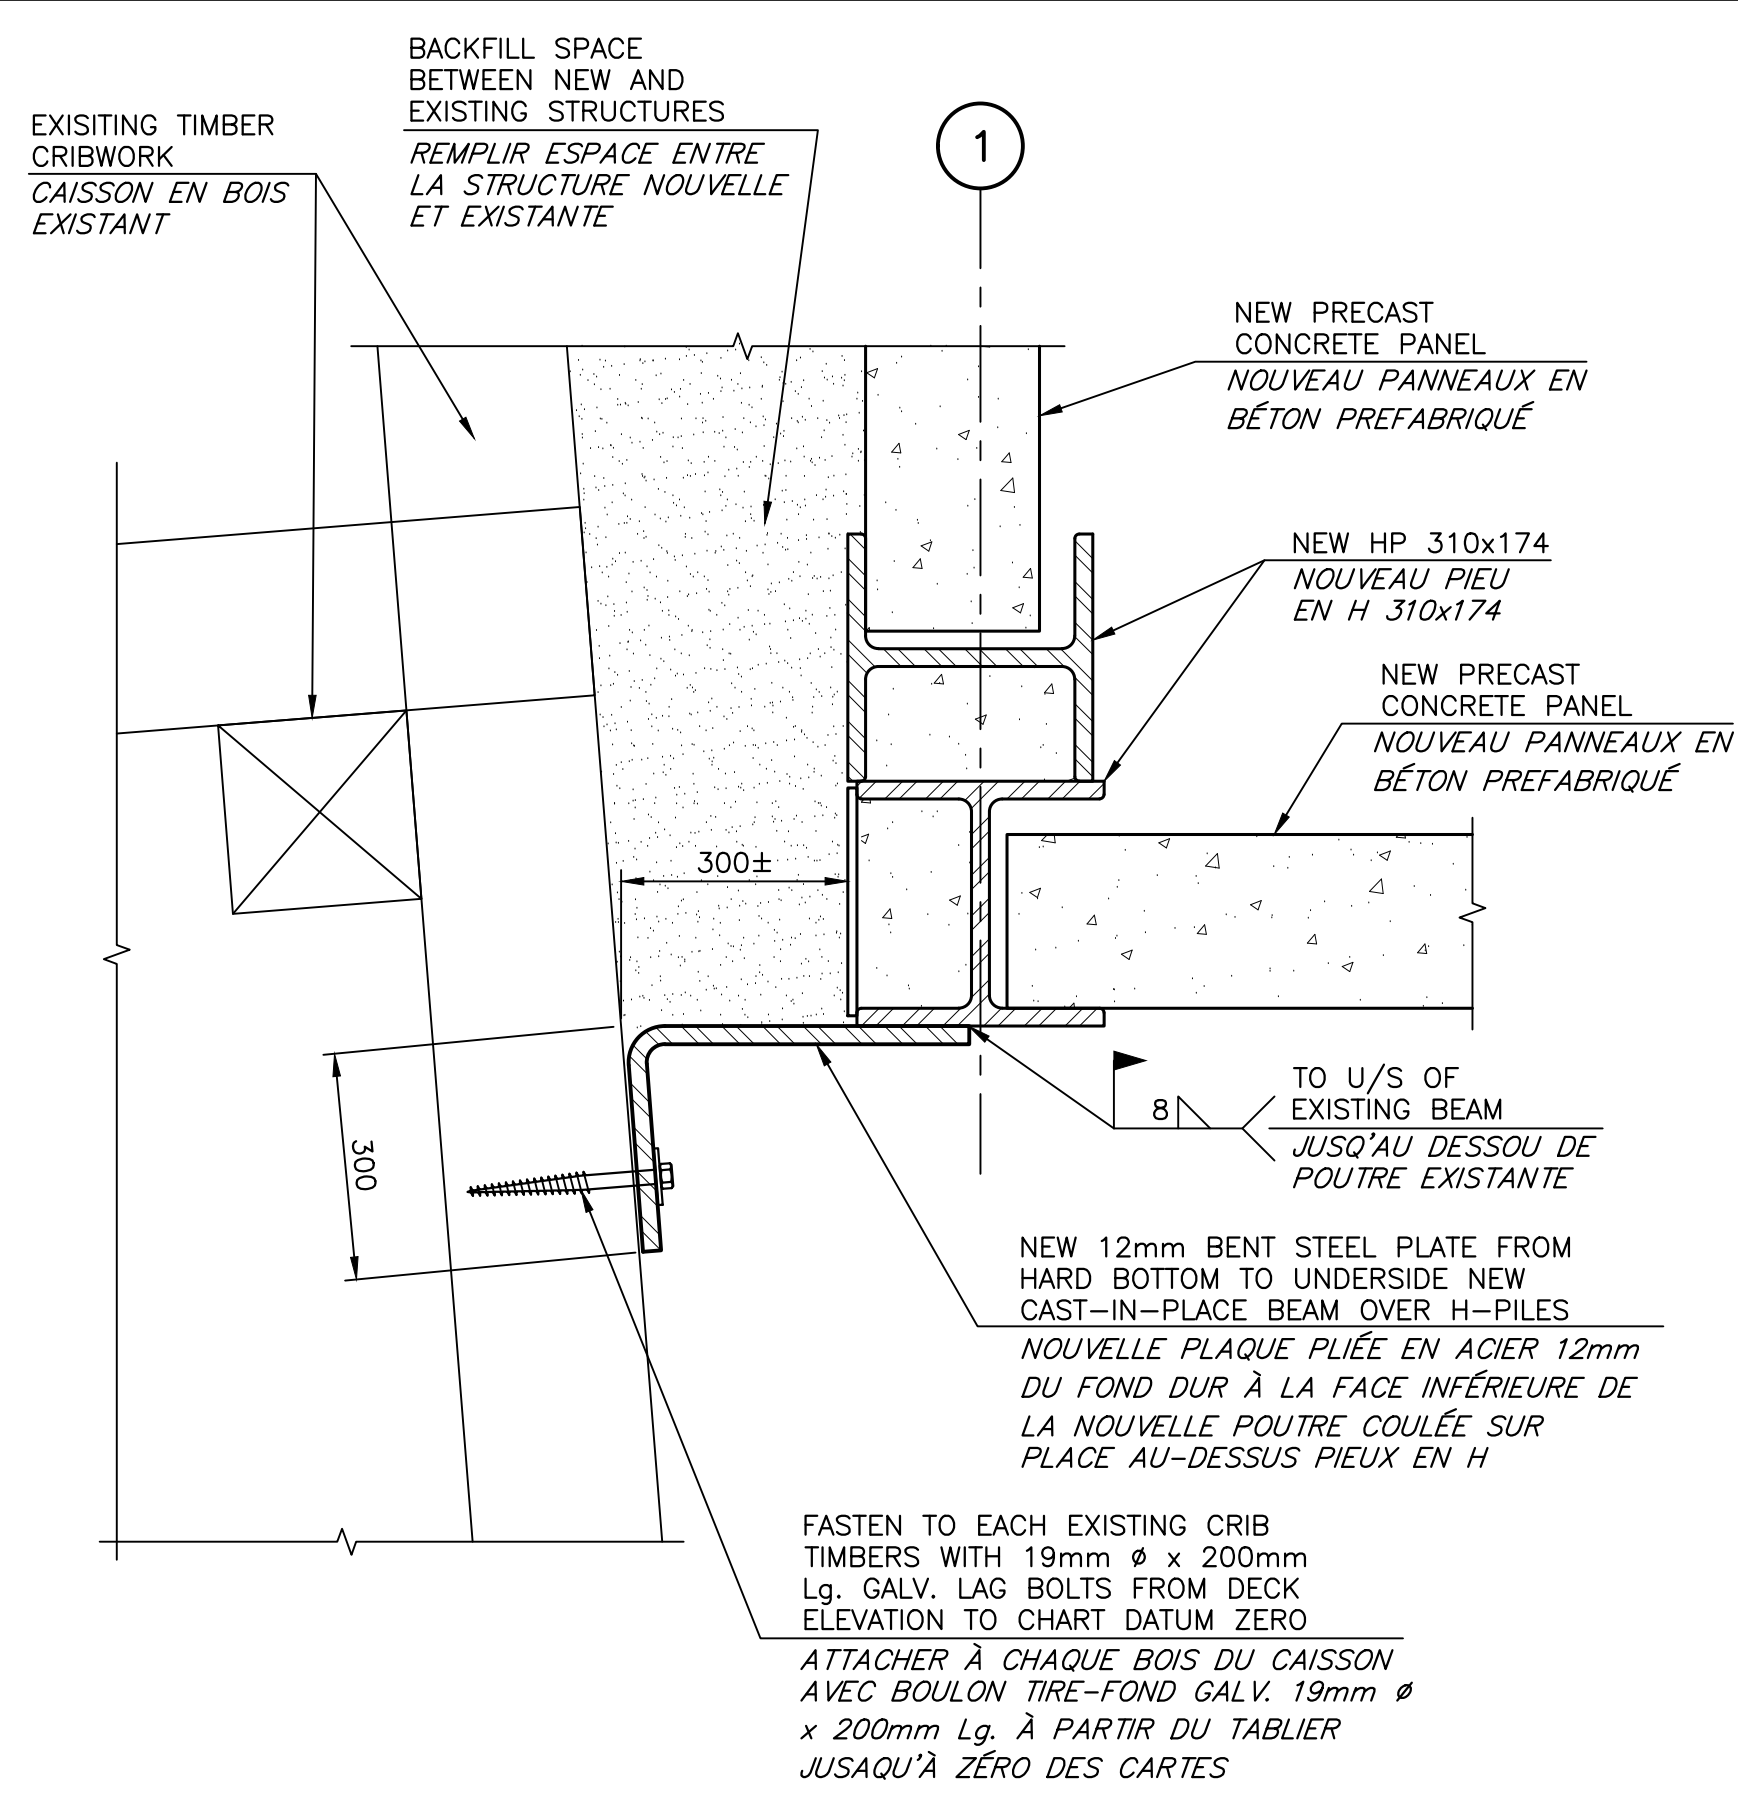 BACKFILL SPACE
BETWEEN NEW AND
EXISTING STRUCTURES
REMPLIR ESPACE ENTRE
LA STRUCTURE NOUVELLE
ET EXISTANTE
EXISITING TIMBER
CRIBWORK
CAISSON EN BOIS
EXISTANT
1
NEW PRECAST
CONCRETE PANEL
NOUVEAU PANNEAUX EN
BÉTON PREFABRIQUÉ
NEW HP 310x174
NOUVEAU PIEU
EN H 310x174
NEW PRECAST
CONCRETE PANEL
NOUVEAU PANNEAUX EN
BÉTON PREFABRIQUÉ
300±
300
8
TO U/S OF
EXISTING BEAM
JUSQ'AU DESSOU DE
POUTRE EXISTANTE
NEW 12mm BENT STEEL PLATE FROM
HARD BOTTOM TO UNDERSIDE NEW
CAST-IN-PLACE BEAM OVER H-PILES
NOUVELLE PLAQUE PLIÉE EN ACIER 12mm
DU FOND DUR À LA FACE INFÉRIEURE DE
LA NOUVELLE POUTRE COULÉE SUR
PLACE AU-DESSUS PIEUX EN H
FASTEN TO EACH EXISTING CRIB
TIMBERS WITH 19mm ø x 200mm
Lg. GALV. LAG BOLTS FROM DECK
ELEVATION TO CHART DATUM ZERO
ATTACHER À CHAQUE BOIS DU CAISSON
AVEC BOULON TIRE-FOND GALV. 19mm ø
x 200mm Lg. À PARTIR DU TABLIER
JUSAQU'À ZÉRO DES CARTES